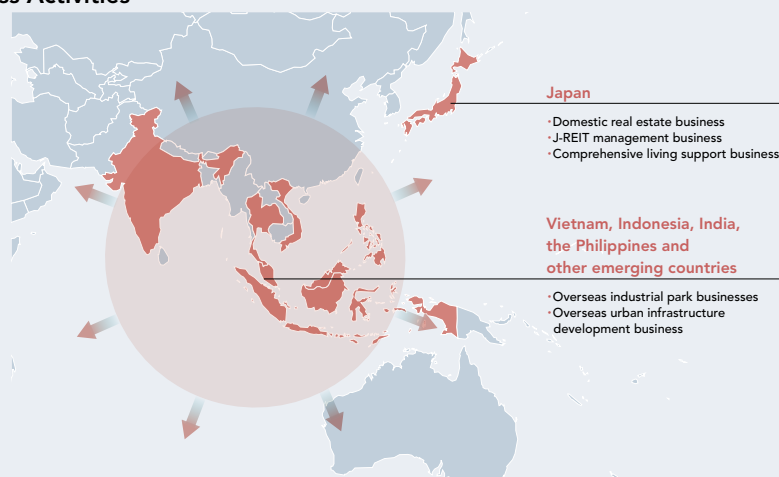 Activities
Japan
·Domestic real estate business
·J-REIT management business
·Comprehensive living support business
Vietnam, Indonesia, India,
the Philippines and
other emerging countries
·Overseas industrial park businesses
·Overseas urban infrastructure
development business